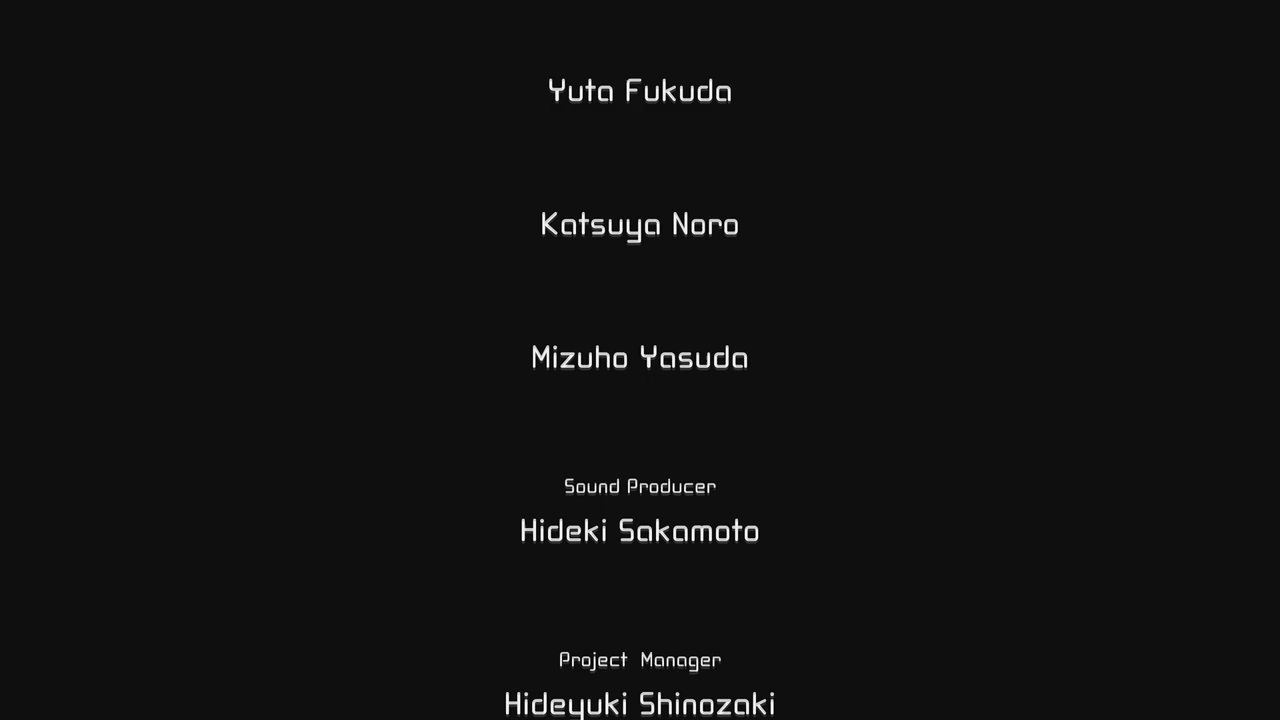 Yuta Fukuda
Katsuya Noro
Mizuho Yasuda
Sound Producer
Hideki Sakamoto
Project Manager
Hideyuki Shinozaki